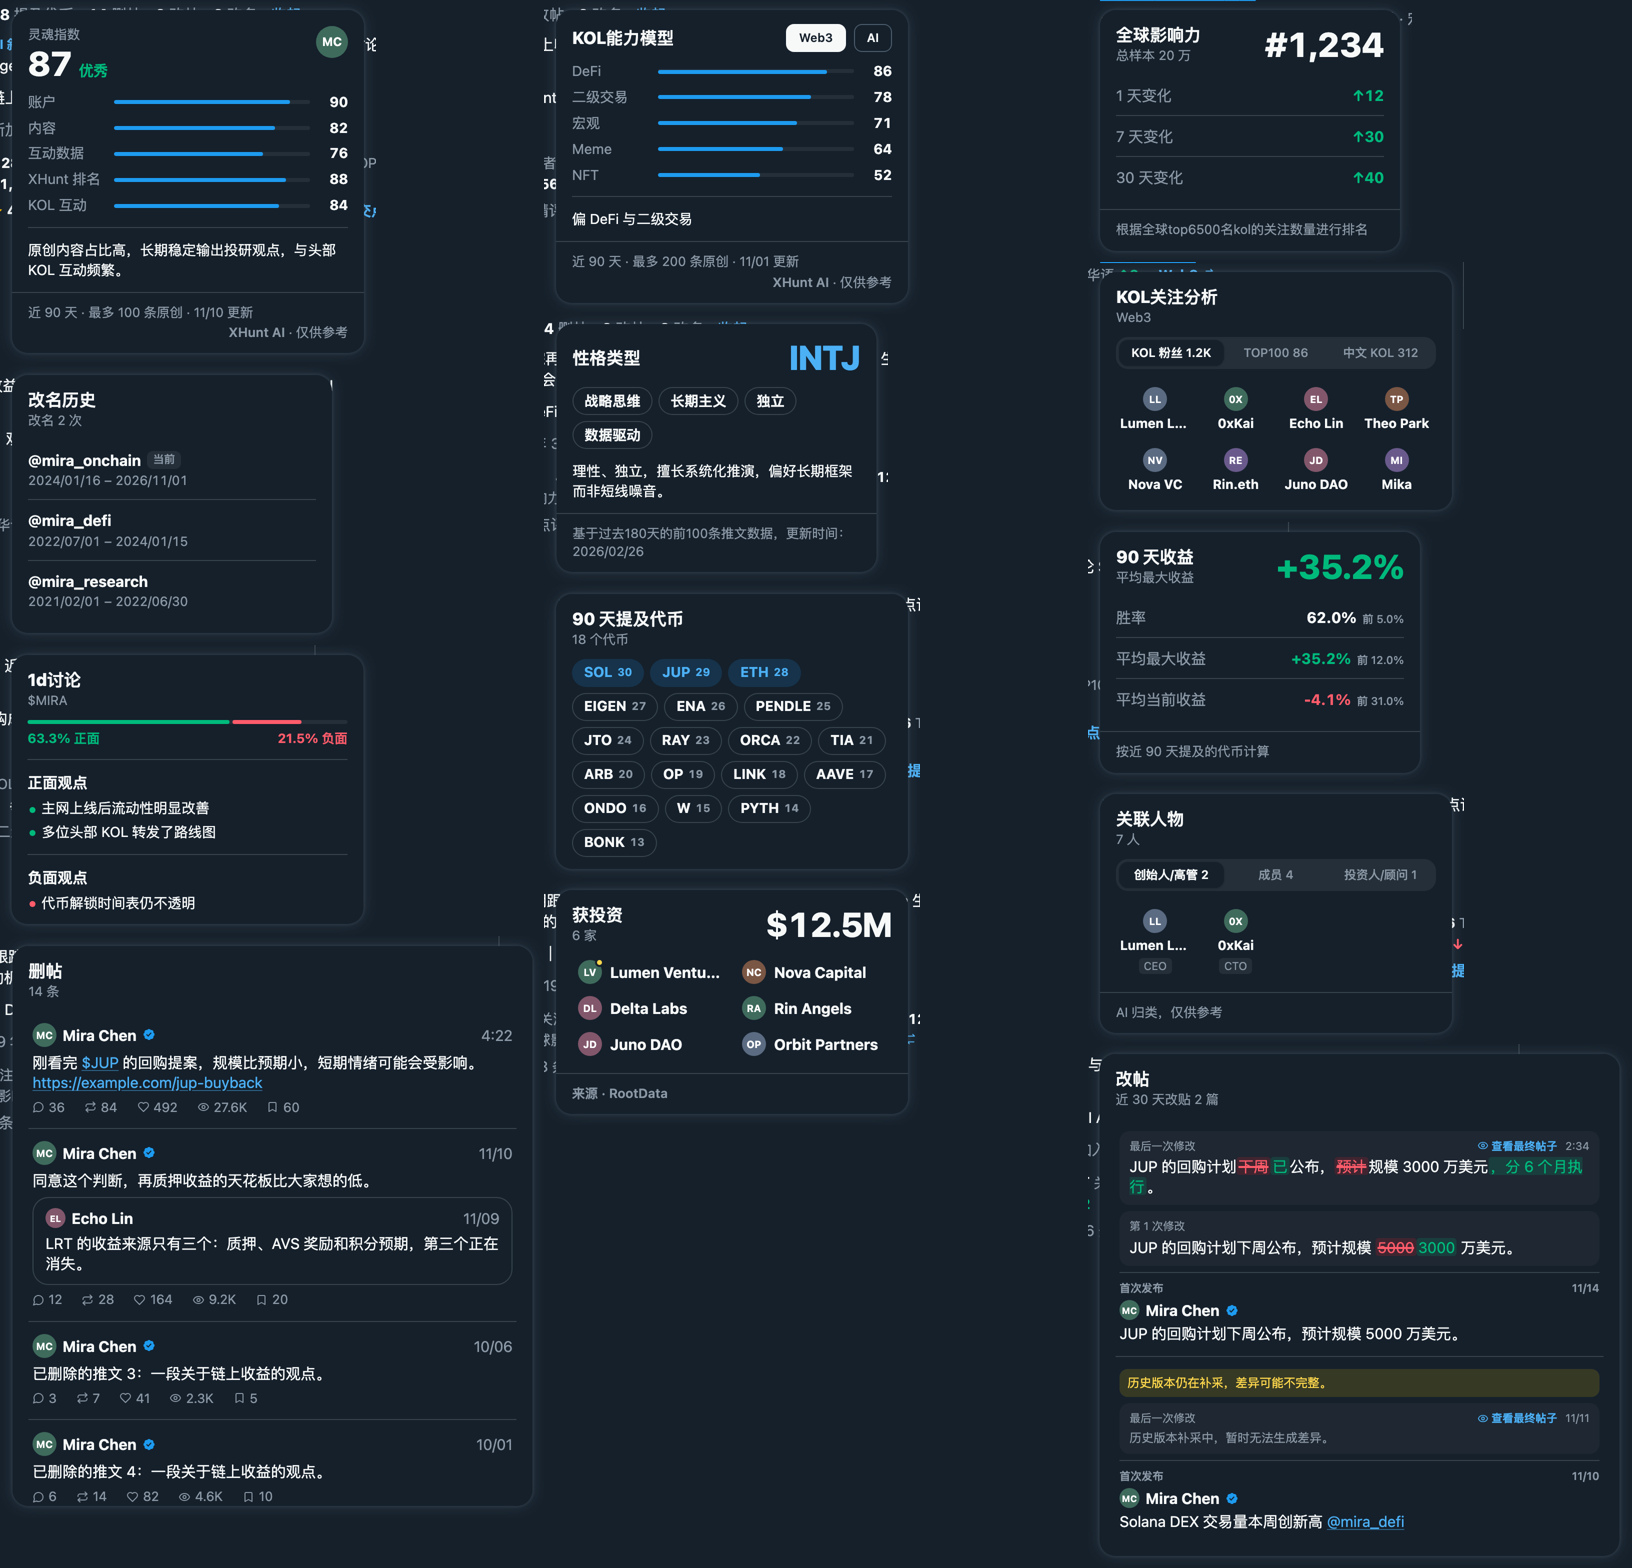 灵魂指数
MC
87 优秀
账户 90
内容 82
互动数据 76
XHunt 排名 88
KOL 互动 84
原创内容占比高，长期稳定输出投研观点，与头部
KOL 互动频繁。
近 90 天 · 最多 100 条原创 · 11/10 更新
XHunt AI · 仅供参考
改名历史
改名 2 次
@mira_onchain 当前
2024/01/16 – 2026/11/01
@mira_defi
2022/07/01 – 2024/01/15
@mira_research
2021/02/01 – 2022/06/30
1d讨论
$MIRA
63.3% 正面 21.5% 负面
正面观点
主网上线后流动性明显改善
多位头部 KOL 转发了路线图
负面观点
代币解锁时间表仍不透明
删帖
14 条
MC Mira Chen 4:22
刚看完 $JUP 的回购提案，规模比预期小，短期情绪可能会受影响。
https://example.com/jup-buyback
36 84 492 27.6K 60
MC Mira Chen 11/10
同意这个判断，再质押收益的天花板比大家想的低。
EL Echo Lin 11/09
LRT 的收益来源只有三个：质押、AVS 奖励和积分预期，第三个正在
消失。
12 28 164 9.2K 20
MC Mira Chen 10/06
已删除的推文 3：一段关于链上收益的观点。
3 7 41 2.3K 5
MC Mira Chen 10/01
已删除的推文 4：一段关于链上收益的观点。
6 14 82 4.6K 10
KOL能力模型 Web3 AI
DeFi 86
二级交易 78
宏观 71
Meme 64
NFT 52
偏 DeFi 与二级交易
近 90 天 · 最多 200 条原创 · 11/01 更新
XHunt AI · 仅供参考
性格类型 INTJ
战略思维 长期主义 独立
数据驱动
理性、独立，擅长系统化推演，偏好长期框架
而非短线噪音。
基于过去180天的前100条推文数据，更新时间：
2026/02/26
90 天提及代币
18 个代币
SOL 30 JUP 29 ETH 28
EIGEN 27 ENA 26 PENDLE 25
JTO 24 RAY 23 ORCA 22 TIA 21
ARB 20 OP 19 LINK 18 AAVE 17
ONDO 16 W 15 PYTH 14
BONK 13
获投资 $12.5M
6 家
LV Lumen Ventu... NC Nova Capital
DL Delta Labs RA Rin Angels
JD Juno DAO OP Orbit Partners
来源 · RootData
全球影响力 #1,234
总样本 20 万
1 天变化 ↑12
7 天变化 ↑30
30 天变化 ↑40
根据全球top6500名kol的关注数量进行排名
KOL关注分析
Web3
KOL 粉丝 1.2K TOP100 86 中文 KOL 312
LL 0X EL TP
Lumen L... 0xKai Echo Lin Theo Park
NV RE JD MI
Nova VC Rin.eth Juno DAO Mika
90 天收益 +35.2%
平均最大收益
胜率 62.0% 前 5.0%
平均最大收益 +35.2% 前 12.0%
平均当前收益 -4.1% 前 31.0%
按近 90 天提及的代币计算
关联人物
7 人
创始人/高管 2 成员 4 投资人/顾问 1
LL 0X
Lumen L... 0xKai
CEO CTO
AI 归类，仅供参考
改帖
近 30 天改贴 2 篇
最后一次修改 查看最终帖子 2:34
JUP 的回购计划下周已公布，预计规模 3000 万美元，分 6 个月执
行。
第 1 次修改
JUP 的回购计划下周公布，预计规模 5000 3000 万美元。
首次发布 11/14
MC Mira Chen
JUP 的回购计划下周公布，预计规模 5000 万美元。
历史版本仍在补采，差异可能不完整。
最后一次修改 查看最终帖子 11/11
历史版本补采中，暂时无法生成差异。
首次发布 11/10
MC Mira Chen
Solana DEX 交易量本周创新高 @mira_defi